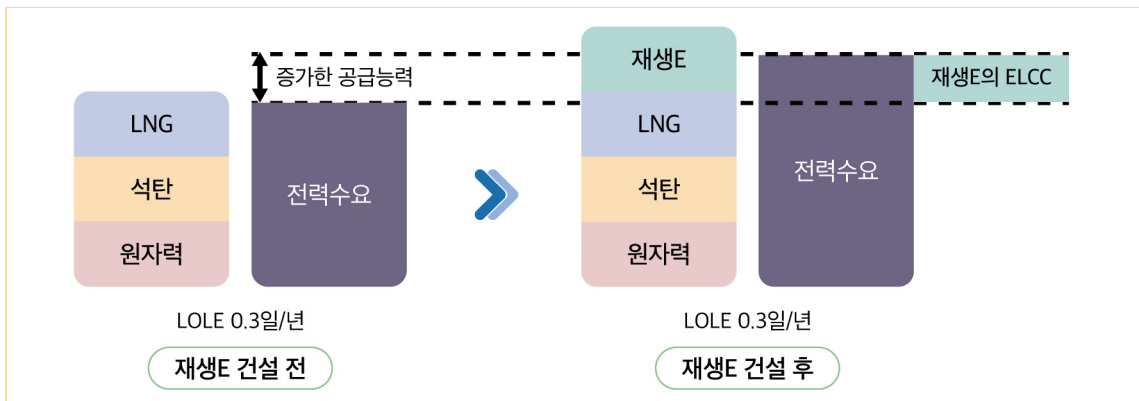 증가한 공급능력
LNG
석탄
원자력
전력수요
LOLE 0.3일/년
재생E 건설 전
재생E
LNG
석탄
원자력
전력수요
재생E의 ELCC
LOLE 0.3일/년
재생E 건설 후